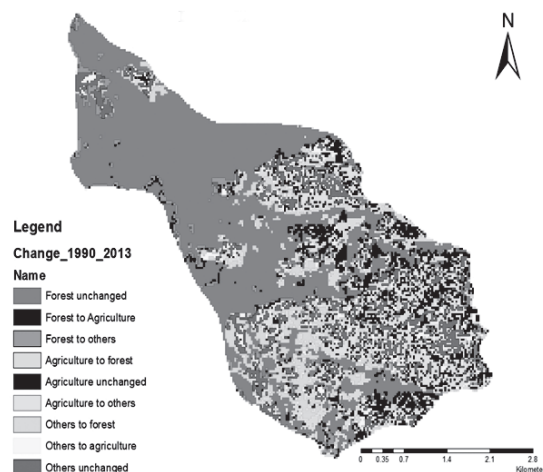 N
Legend
Change_1990_2013
Name
Forest unchanged
Forest to Agriculture
Forest to others
Agriculture to forest
Agriculture unchanged
Agriculture to others
Others to forest
Others to agriculture
Others unchanged
0 0.35 0.7 1.4 2.1 2.8
Kilomete